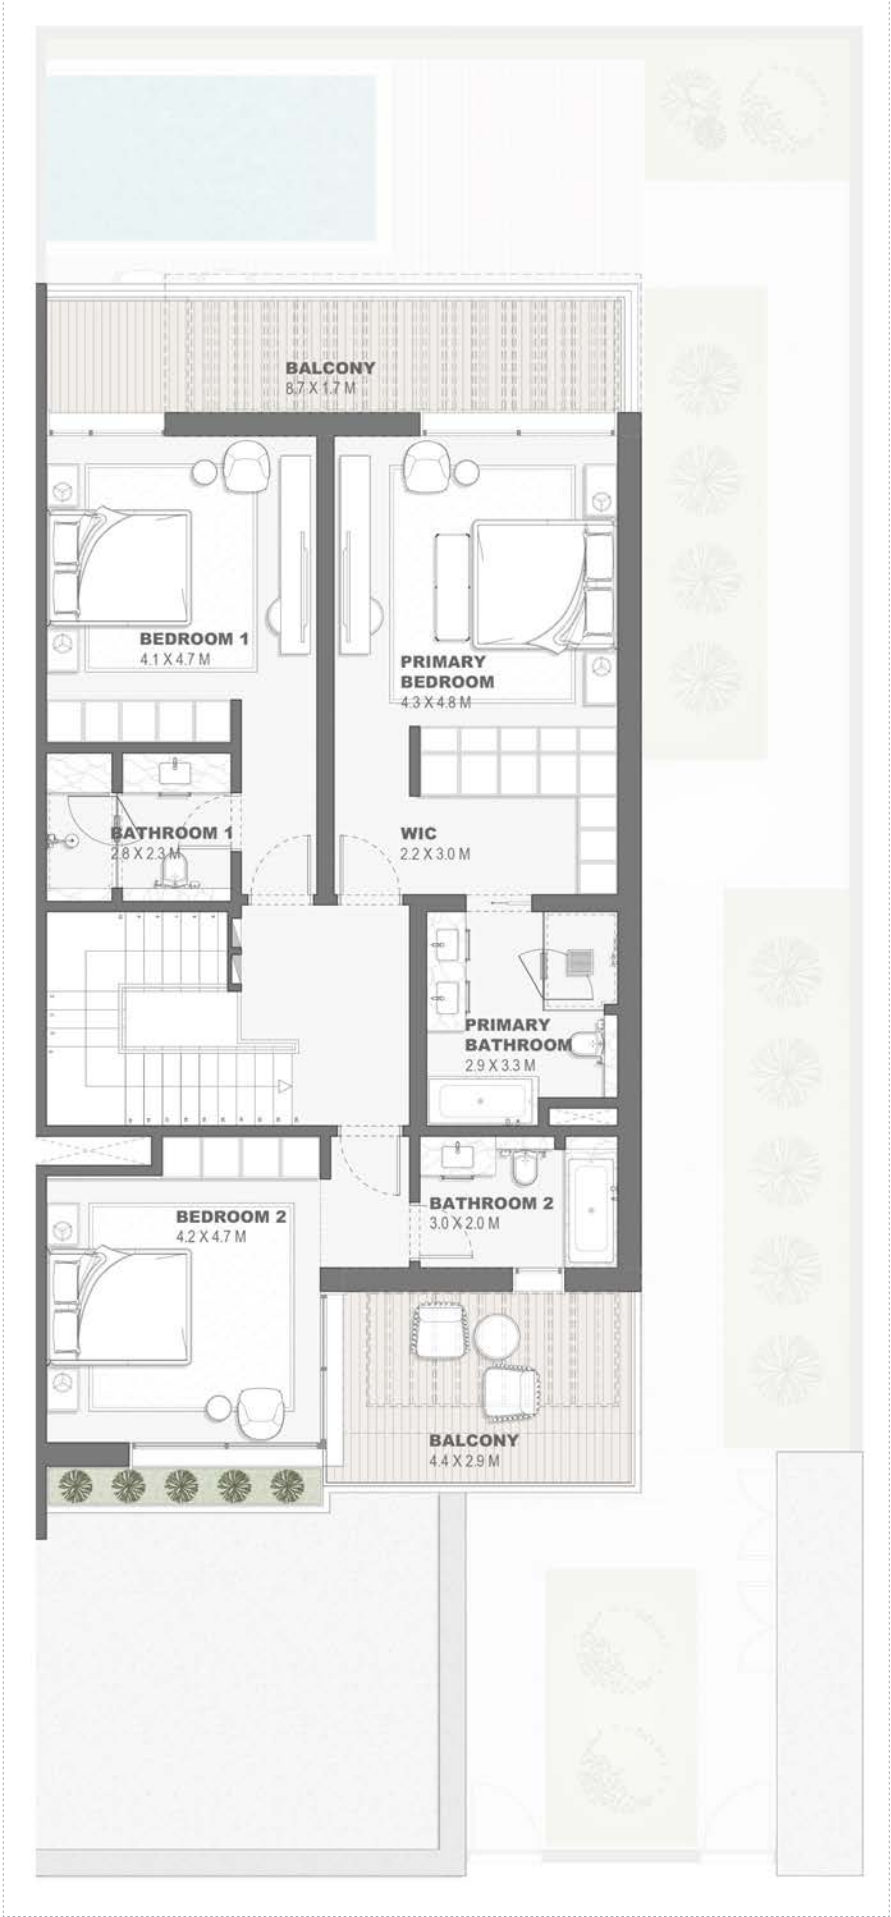 BALCONY
8.7 X 1.7 M
BEDROOM 1
4.1 X 4.7 M
PRIMARY
BEDROOM
4.3 X 4.8 M
BATHROOM 1
2.8 X 2.3 M
WIC
2.2 X 3.0 M
PRIMARY
BATHROOM
2.9 X 3.3 M
BEDROOM 2
4.2 X 4.7 M
BATHROOM 2
3.0 X 2.0 M
BALCONY
4.4 X 2.9 M